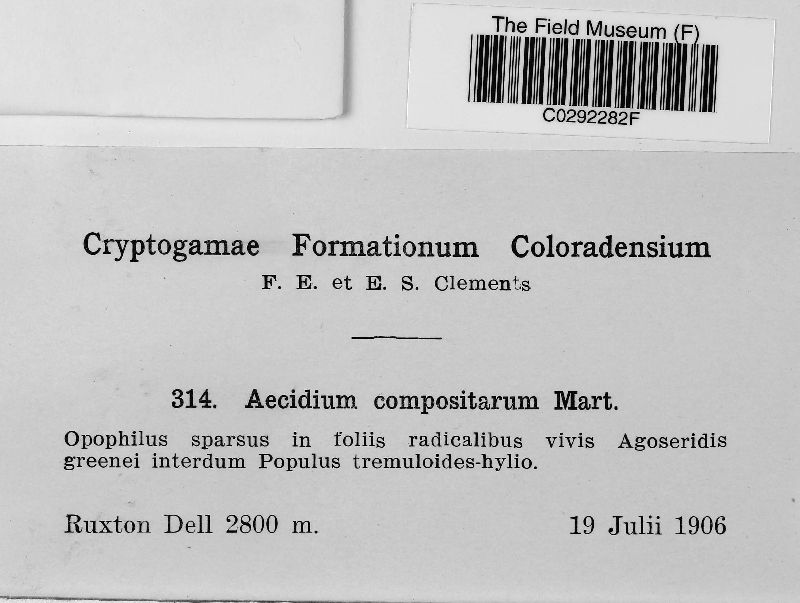 The Field Museum (F)
C0292282F
Cryptogamae Formationum Coloradensium
F. E. et E. S. Clements
314. Aecidium compositarum Mart.
Opophilus sparsus in foliis radicalibus vivis Agoseridis
greenei interdum Populus tremuloides-hylio.
Ruxton Dell 2800 m. 19 Julii 1906